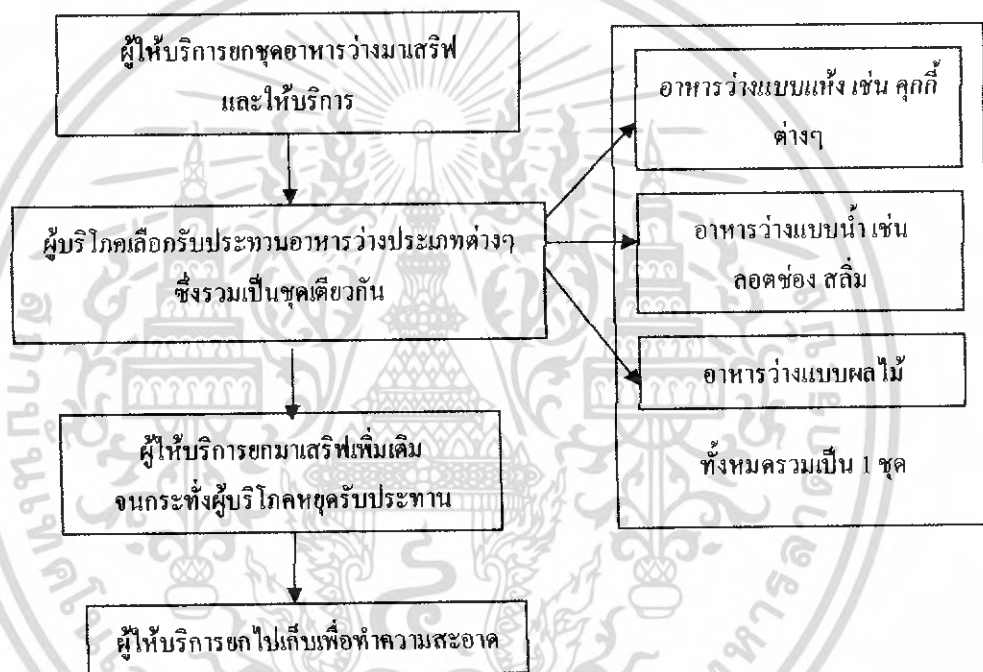 ผู้ให้บริการยกชุดอาหารว่างมาเสริฟ
และให้บริการ
ผู้บริโภคเลือกรับประทานอาหารว่างประเภทต่างๆ
ซึ่งรวมเป็นชุดเดียวกัน
ผู้ให้บริการยกมาเสริฟเพิ่มเติม
จนกระทั่งผู้บริโภคหยุดรับประทาน
ผู้ให้บริการยกไปเก็บเพื่อทำความสะอาด
อาหารว่างแบบแห้ง เช่น คุกกี้
ต่างๆ
อาหารว่างแบบน้ำ เช่น
ลอตช่อง สลิ่ม
อาหารว่างแบบผลไม้
ทั้งหมดรวมเป็น 1 ชุด